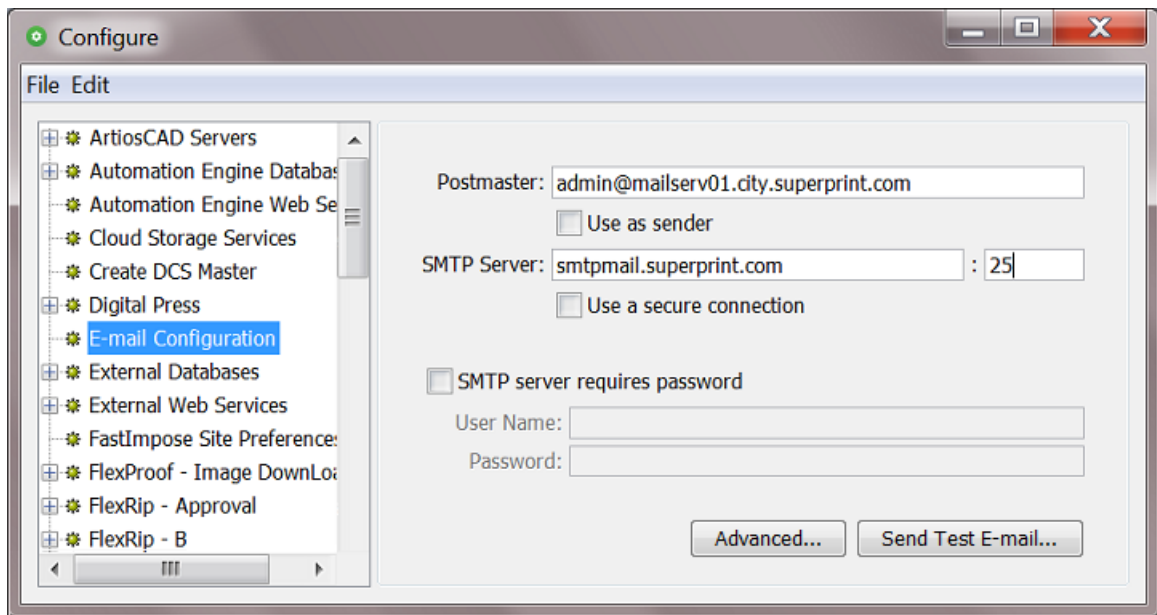 Configure
File Edit
ArtiosCAD Servers
Automation Engine Databas
Automation Engine Web Se
Cloud Storage Services
Create DCS Master
Digital Press
E-mail Configuration
External Databases
External Web Services
FastImpose Site Preferences
FlexProof - Image DownLoa
FlexRip - Approval
FlexRip - B
Postmaster: admin@mailserv01.city.superprint.com
Use as sender
SMTP Server: smtpmail.superprint.com : 25
Use a secure connection
SMTP server requires password
User Name:
Password:
Advanced... Send Test E-mail...